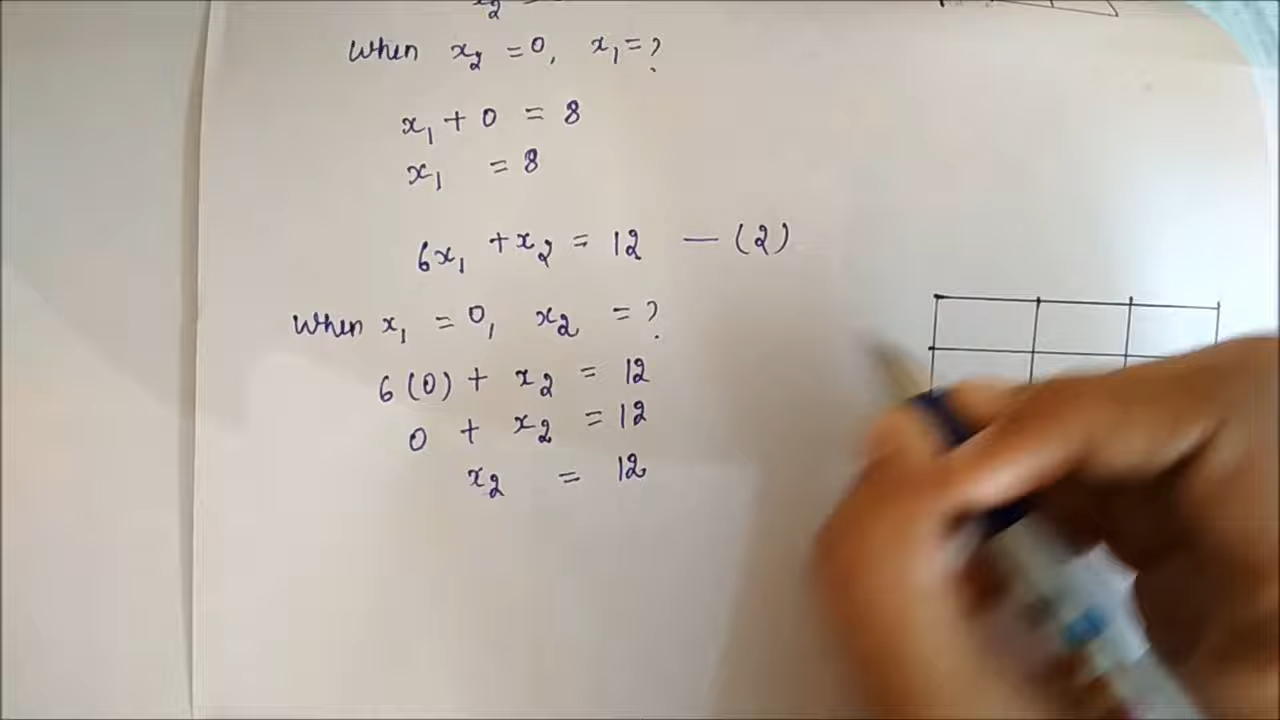 When x₂ = 0, x₁ = ?
x₁ + 0 = 8
x₁ = 8
6x₁ + x₂ = 12 — (2)
When x₁ = 0, x₂ = ?
6(0) + x₂ = 12
0 + x₂ = 12
x₂ = 12